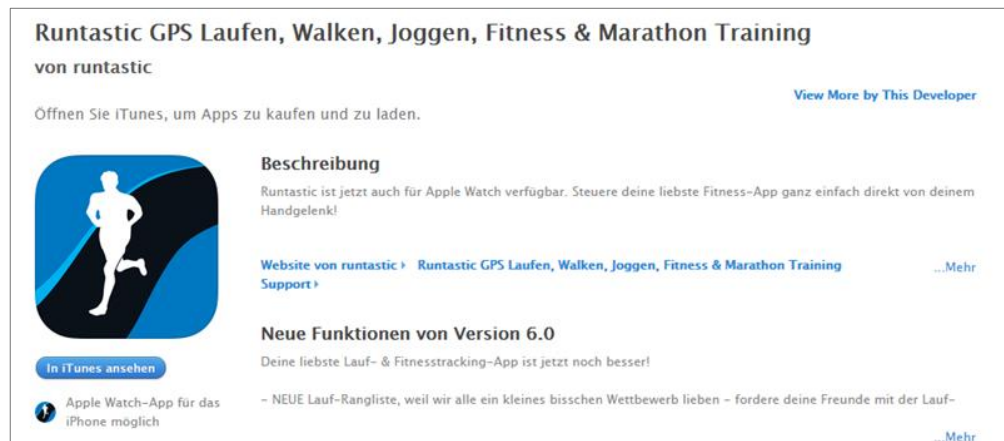 Runtastic GPS Laufen, Walken, Joggen, Fitness & Marathon Training
von runtastic
View More by This Developer
Öffnen Sie iTunes, um Apps zu kaufen und zu laden.
Beschreibung
Runtastic ist jetzt auch für Apple Watch verfügbar. Steuere deine liebste Fitness-App ganz einfach direkt von deinem
Handgelenk!
Website von runtastic Runtastic GPS Laufen, Walken, Joggen, Fitness & Marathon Training
Support
...Mehr
Neue Funktionen von Version 6.0
Deine liebste Lauf- & Fitnesstracking-App ist jetzt noch besser!
- NEUE Lauf-Rangliste, weil wir alle ein kleines bisschen Wettbewerb lieben - fordere deine Freunde mit der Lauf-
...Mehr
In iTunes ansehen
Apple Watch-App für das
iPhone möglich